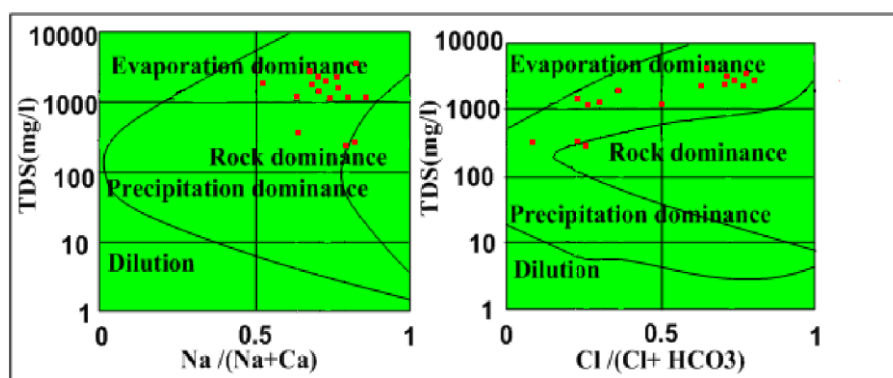 10000
1000
100
10
1
TDS(mg/l)
Evaporation dominance
Rock dominance
Precipitation dominance
Dilution
0
0.5
1
Na /(Na+Ca)
10000
1000
100
10
1
TDS(mg/l)
Evaporation dominance
Rock dominance
Precipitation dominance
Dilution
0
0.5
1
Cl /(Cl+ HCO3)